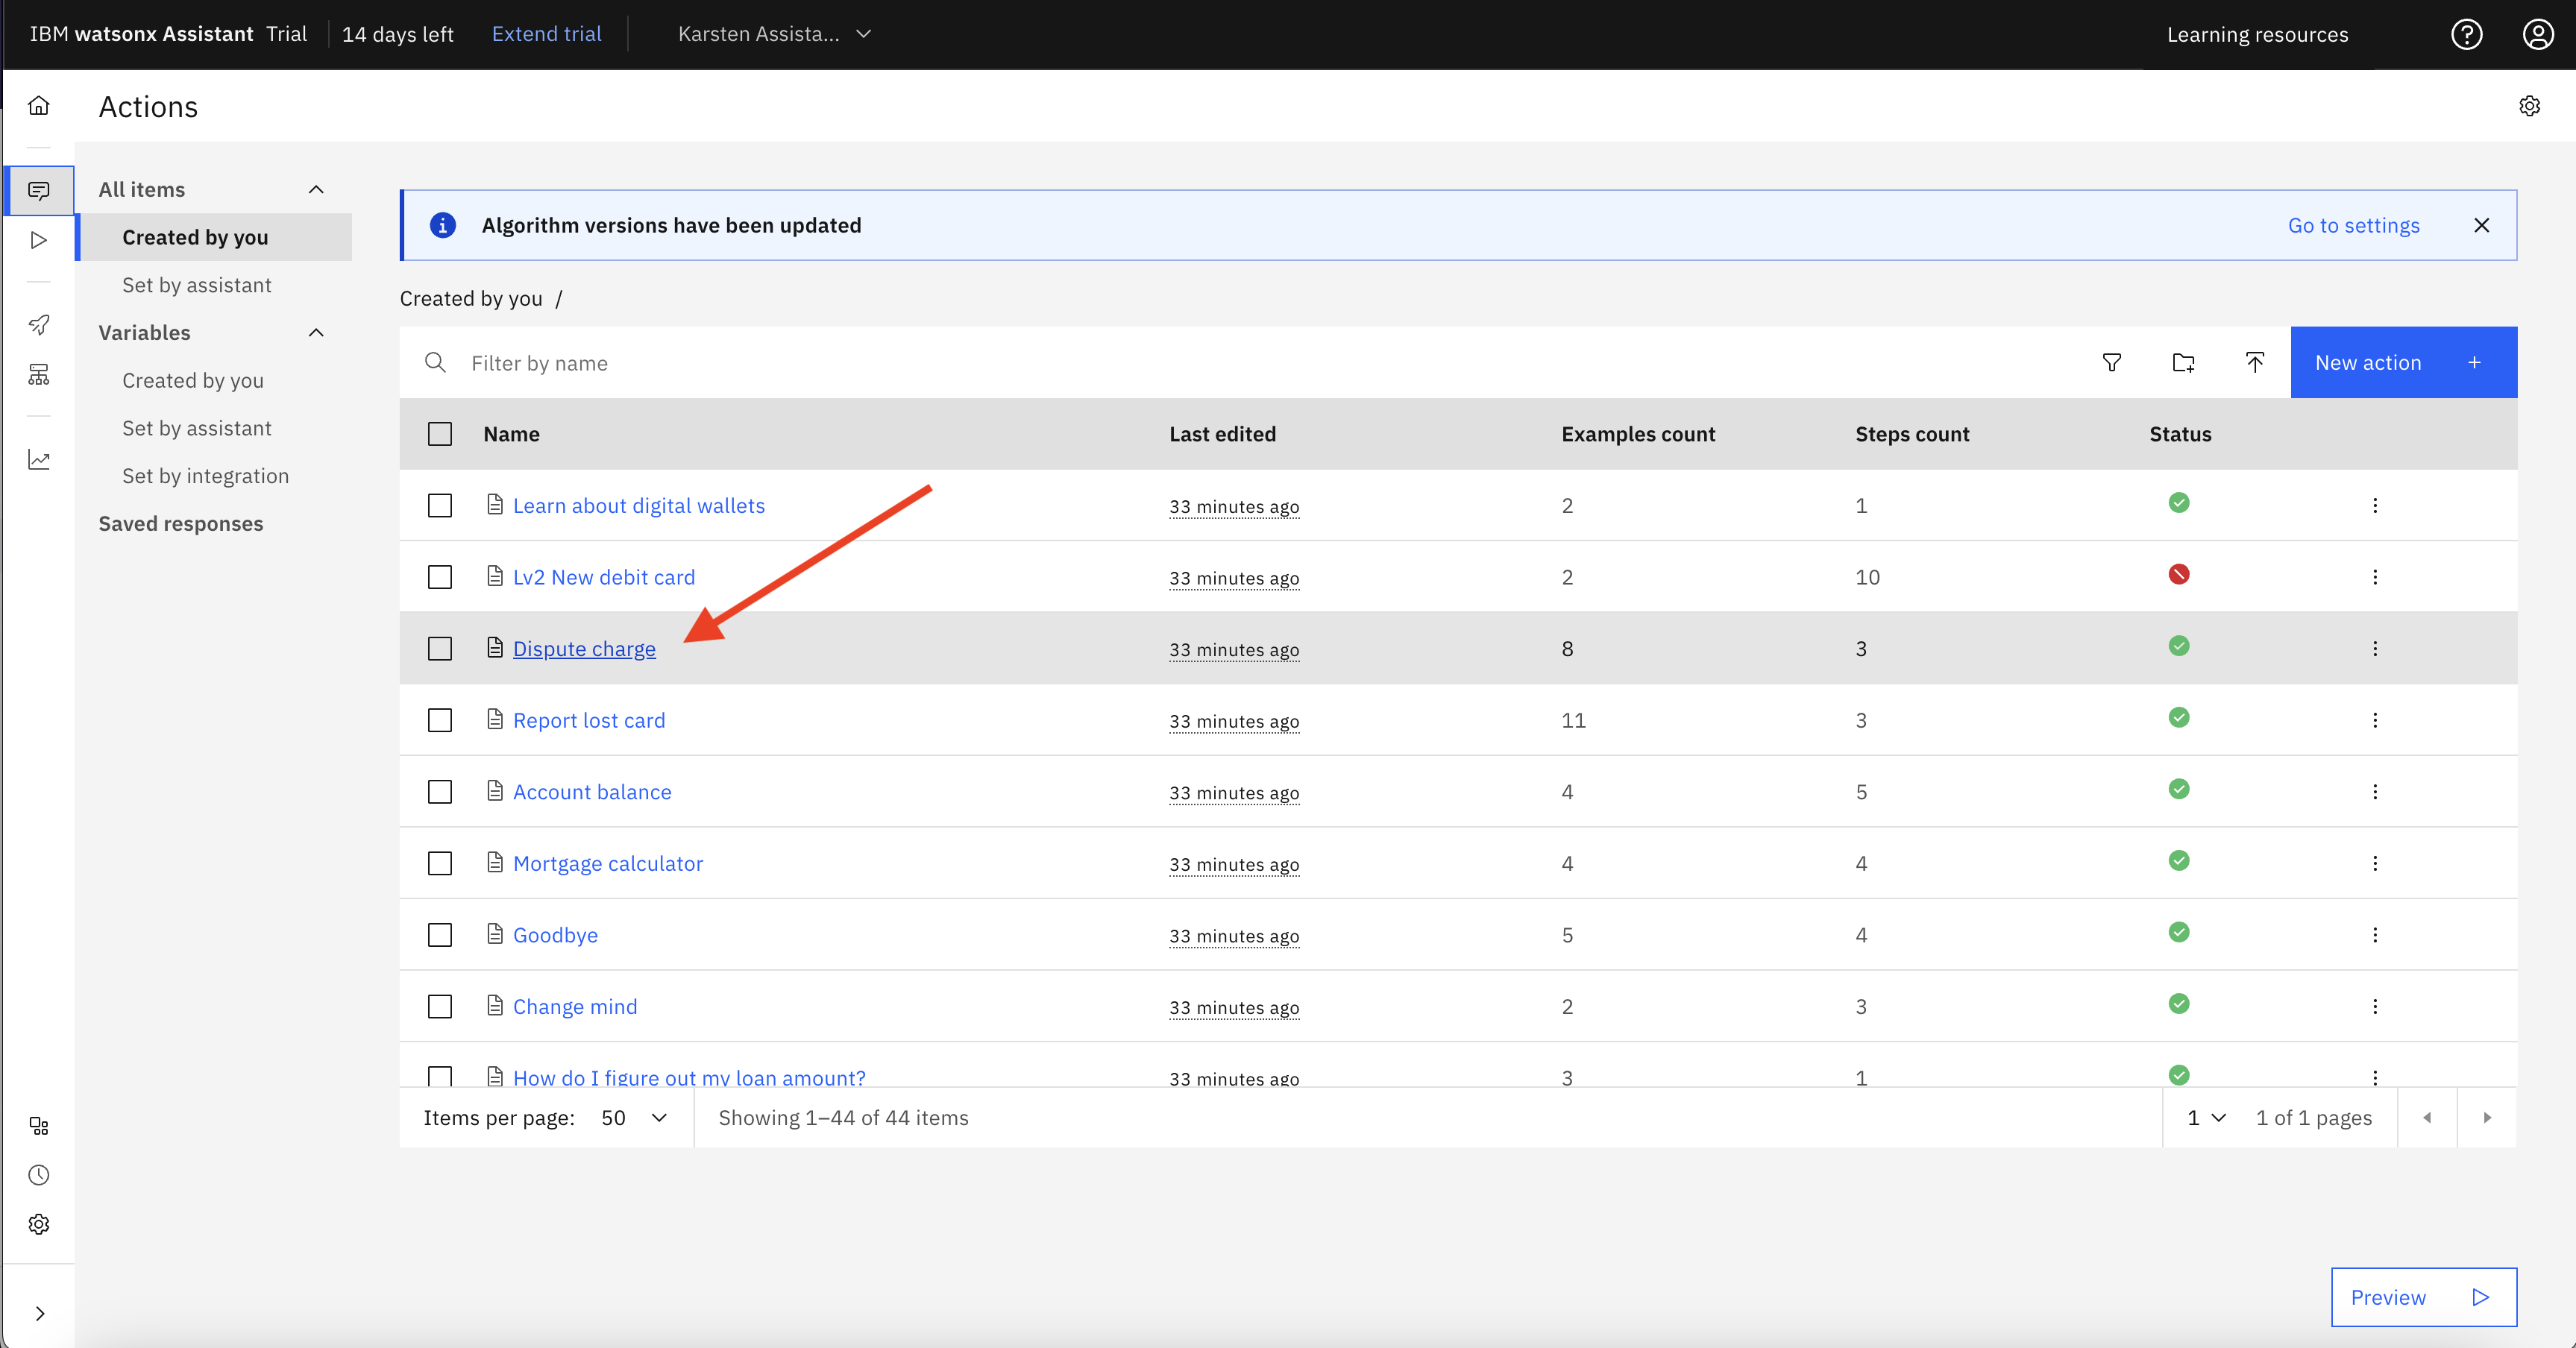 IBM watsonx Assistant Trial 14 days left Extend trial Karsten Assista... Learning resources
Actions
All items
Created by you
Set by assistant
Variables
Created by you
Set by assistant
Set by integration
Saved responses
Algorithm versions have been updated Go to settings
Created by you /
Filter by name New action +
Name Last edited Examples count Steps count Status
Learn about digital wallets 33 minutes ago 2 1
Lv2 New debit card 33 minutes ago 2 10
Dispute charge 33 minutes ago 8 3
Report lost card 33 minutes ago 11 3
Account balance 33 minutes ago 4 5
Mortgage calculator 33 minutes ago 4 4
Goodbye 33 minutes ago 5 4
Change mind 33 minutes ago 2 3
How do I figure out my loan amount? 33 minutes ago 3 1
Items per page: 50 Showing 1–44 of 44 items 1 1 of 1 pages
Preview